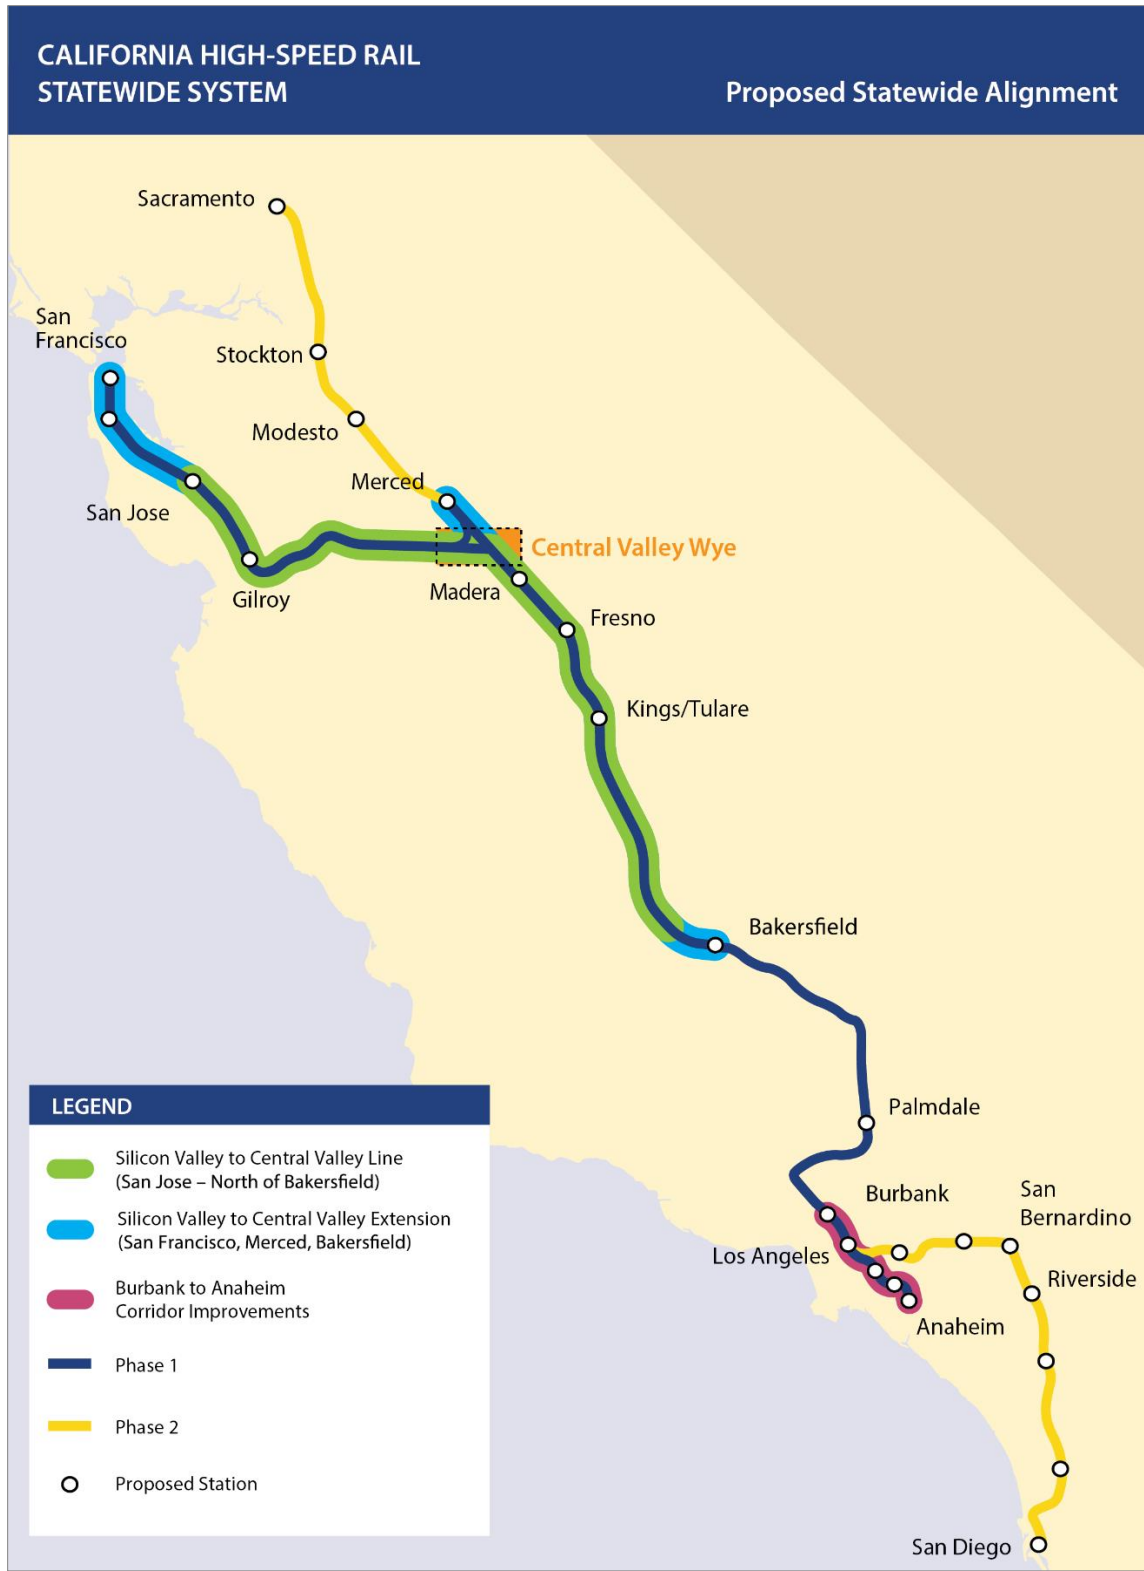 CALIFORNIA HIGH-SPEED RAIL
STATEWIDE SYSTEM
Proposed Statewide Alignment
Sacramento
San
Francisco
Stockton
Modesto
Merced
San Jose
Central Valley Wye
Gilroy
Madera
Fresno
Kings/Tulare
Bakersfield
Palmdale
Burbank
San
Bernardino
Los Angeles
Riverside
Anaheim
San Diego
LEGEND
Silicon Valley to Central Valley Line
(San Jose – North of Bakersfield)
Silicon Valley to Central Valley Extension
(San Francisco, Merced, Bakersfield)
Burbank to Anaheim
Corridor Improvements
Phase 1
Phase 2
Proposed Station